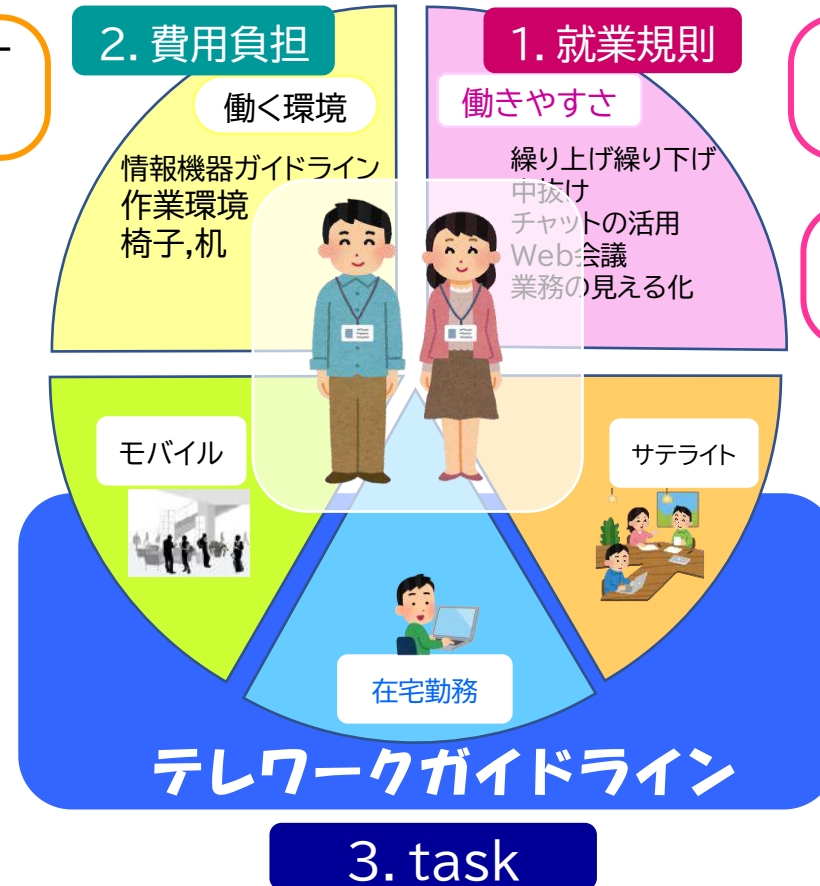 2. 費用負担
1. 就業規則
働く環境
働きやすさ
情報機器ガイドライン
作業環境
椅子,机
繰り上げ繰り下げ
中抜け
チャットの活用
Web会議
業務の見える化
モバイル
サテライト
在宅勤務
テレワークガイドライン
3. task